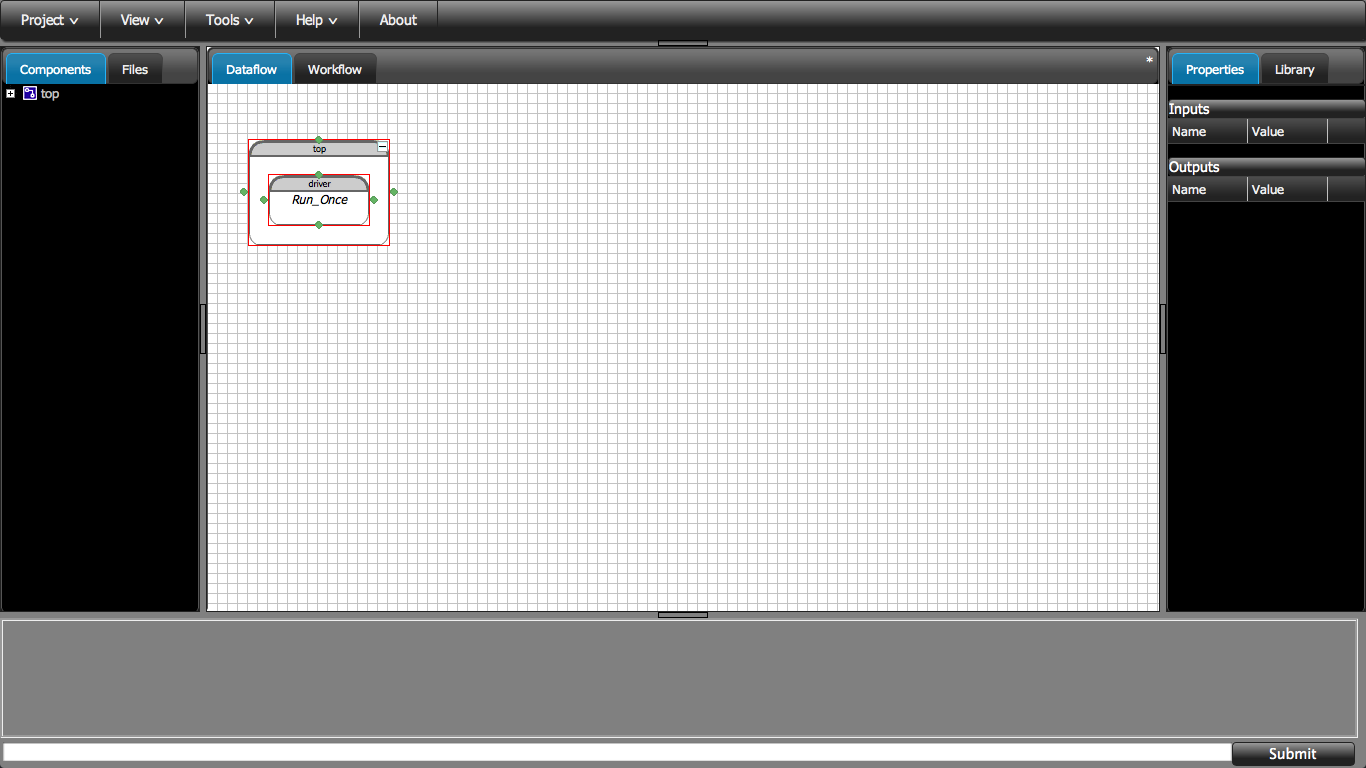 Project View Tools Help About
Components Files
Dataflow Workflow *
Properties Library
top
Inputs
Name Value
Outputs
Name Value
top
driver
Run_Once
Submit